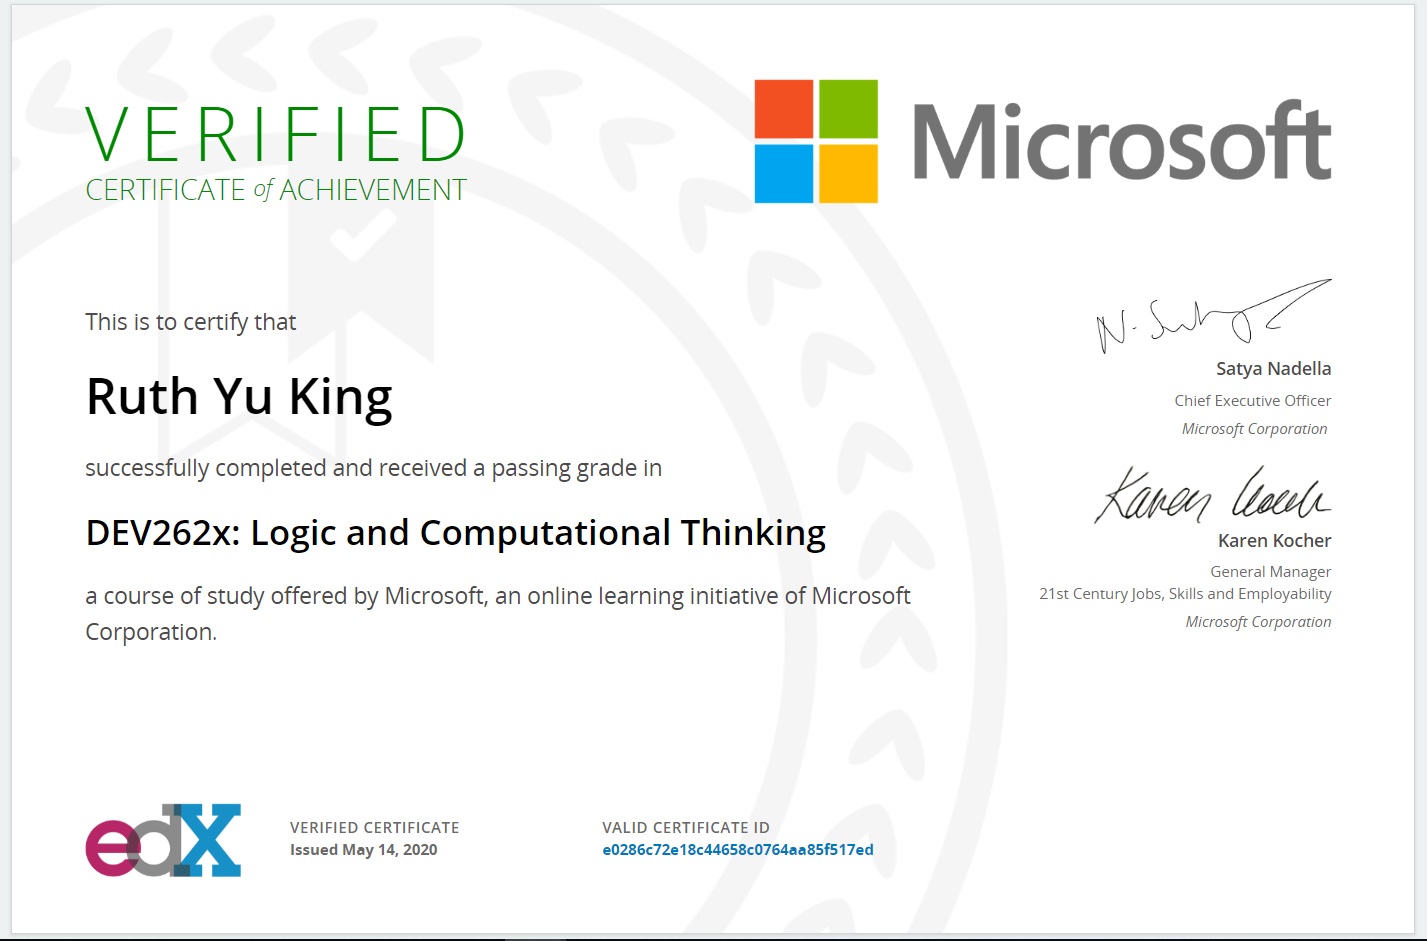 VERIFIED
CERTIFICATE of ACHIEVEMENT
Microsoft
This is to certify that
Ruth Yu King
successfully completed and received a passing grade in
DEV262x: Logic and Computational Thinking
a course of study offered by Microsoft, an online learning initiative of Microsoft
Corporation.
N. Satya
Satya Nadella
Chief Executive Officer
Microsoft Corporation
Karen Kocher
Karen Kocher
General Manager
21st Century Jobs, Skills and Employability
Microsoft Corporation
edX
VERIFIED CERTIFICATE
Issued May 14, 2020
VALID CERTIFICATE ID
e0286c72e18c44658c0764aa85f517ed